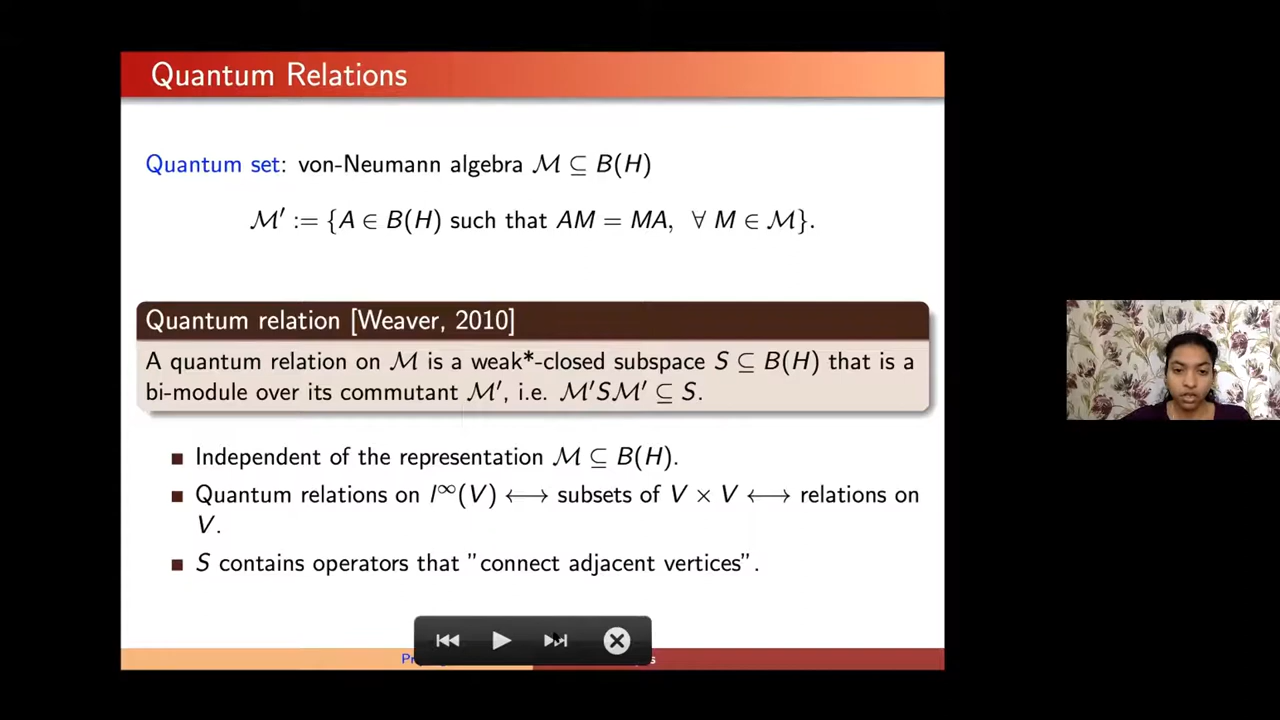 Quantum Relations
Quantum set: von-Neumann algebra ℳ ⊆ B(H)
ℳ′ := {A ∈ B(H) such that AM = MA, ∀ M ∈ ℳ}.
Quantum relation [Weaver, 2010]
A quantum relation on ℳ is a weak*-closed subspace S ⊆ B(H) that is a
bi-module over its commutant ℳ′, i.e. ℳ′Sℳ′ ⊆ S.
■ Independent of the representation ℳ ⊆ B(H).
■ Quantum relations on l^∞(V) ⟷ subsets of V × V ⟷ relations on
V.
■ S contains operators that "connect adjacent vertices".